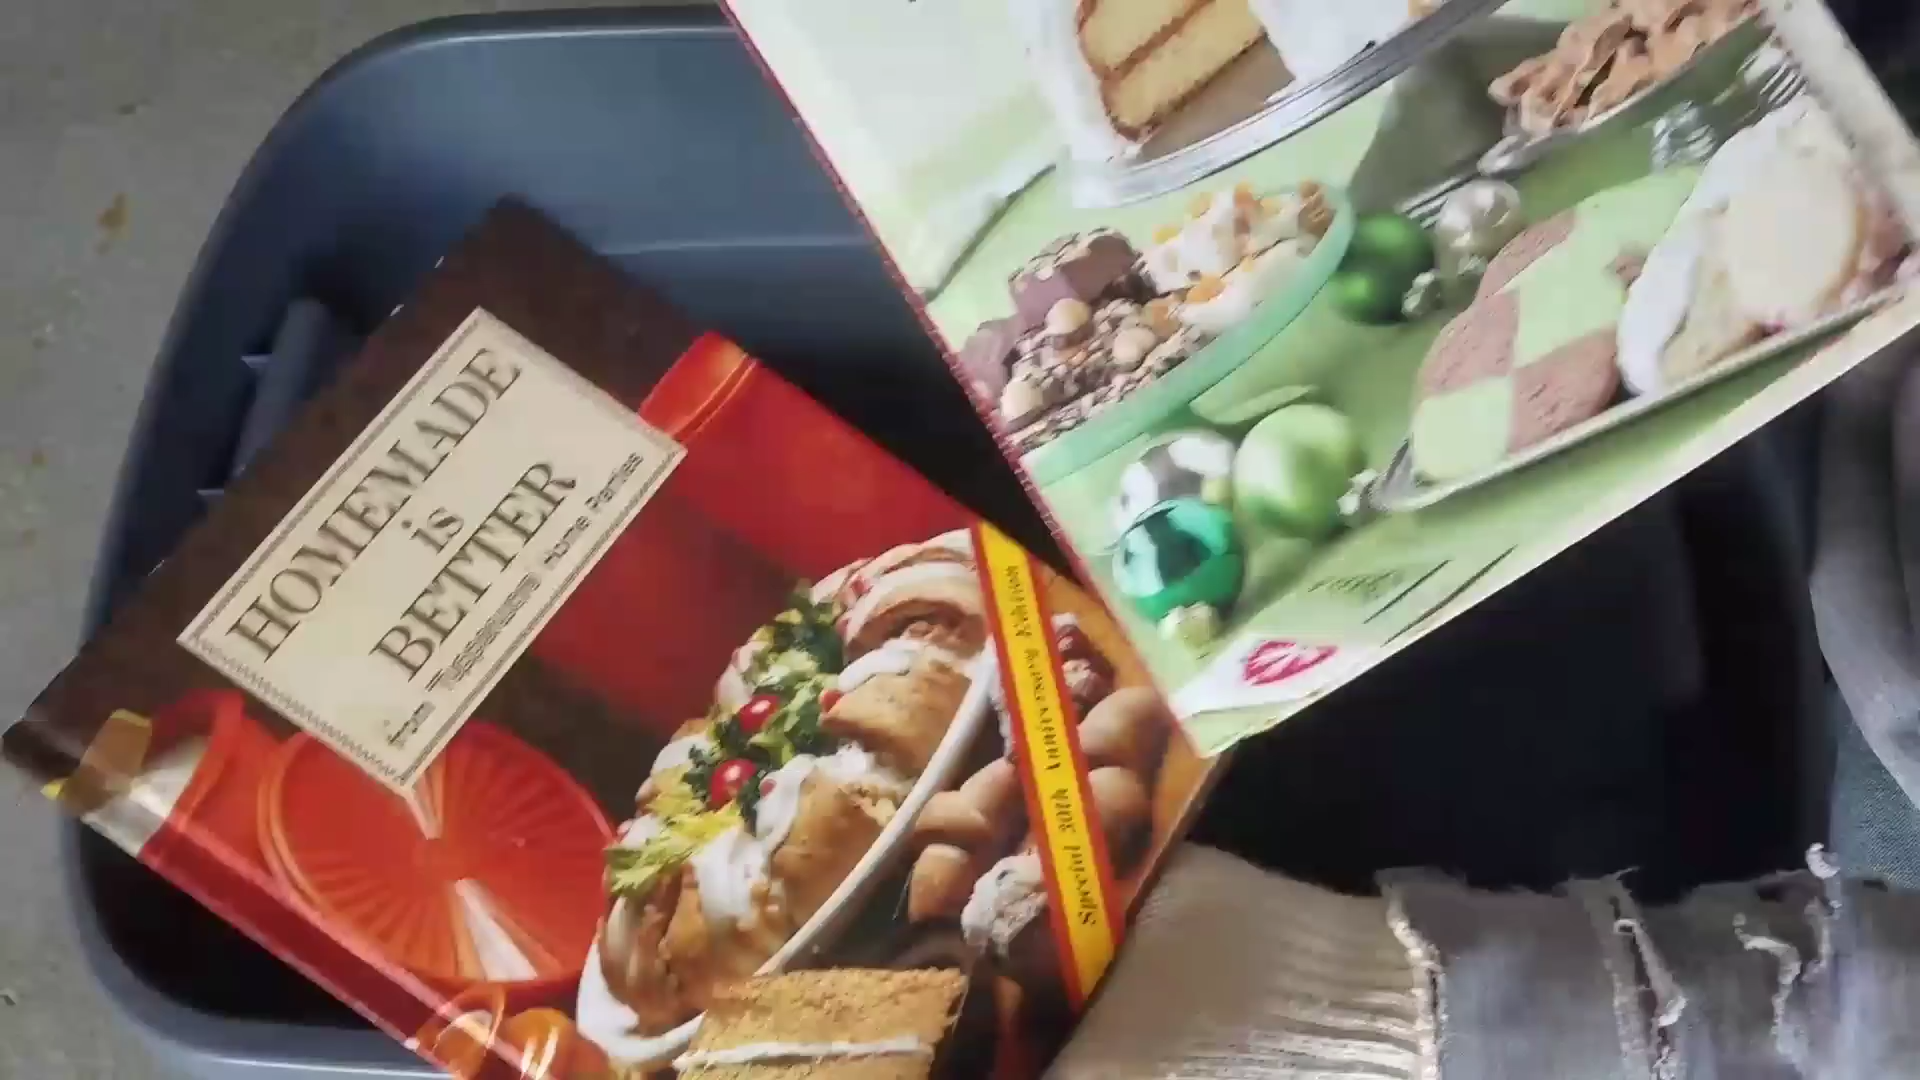 HOMEMADE
is
BETTER
from TUPPERWARE Home Parties
Special 30th Anniversary Edition